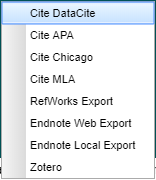 Cite DataCite
Cite APA
Cite Chicago
Cite MLA
RefWorks Export
Endnote Web Export
Endnote Local Export
Zotero